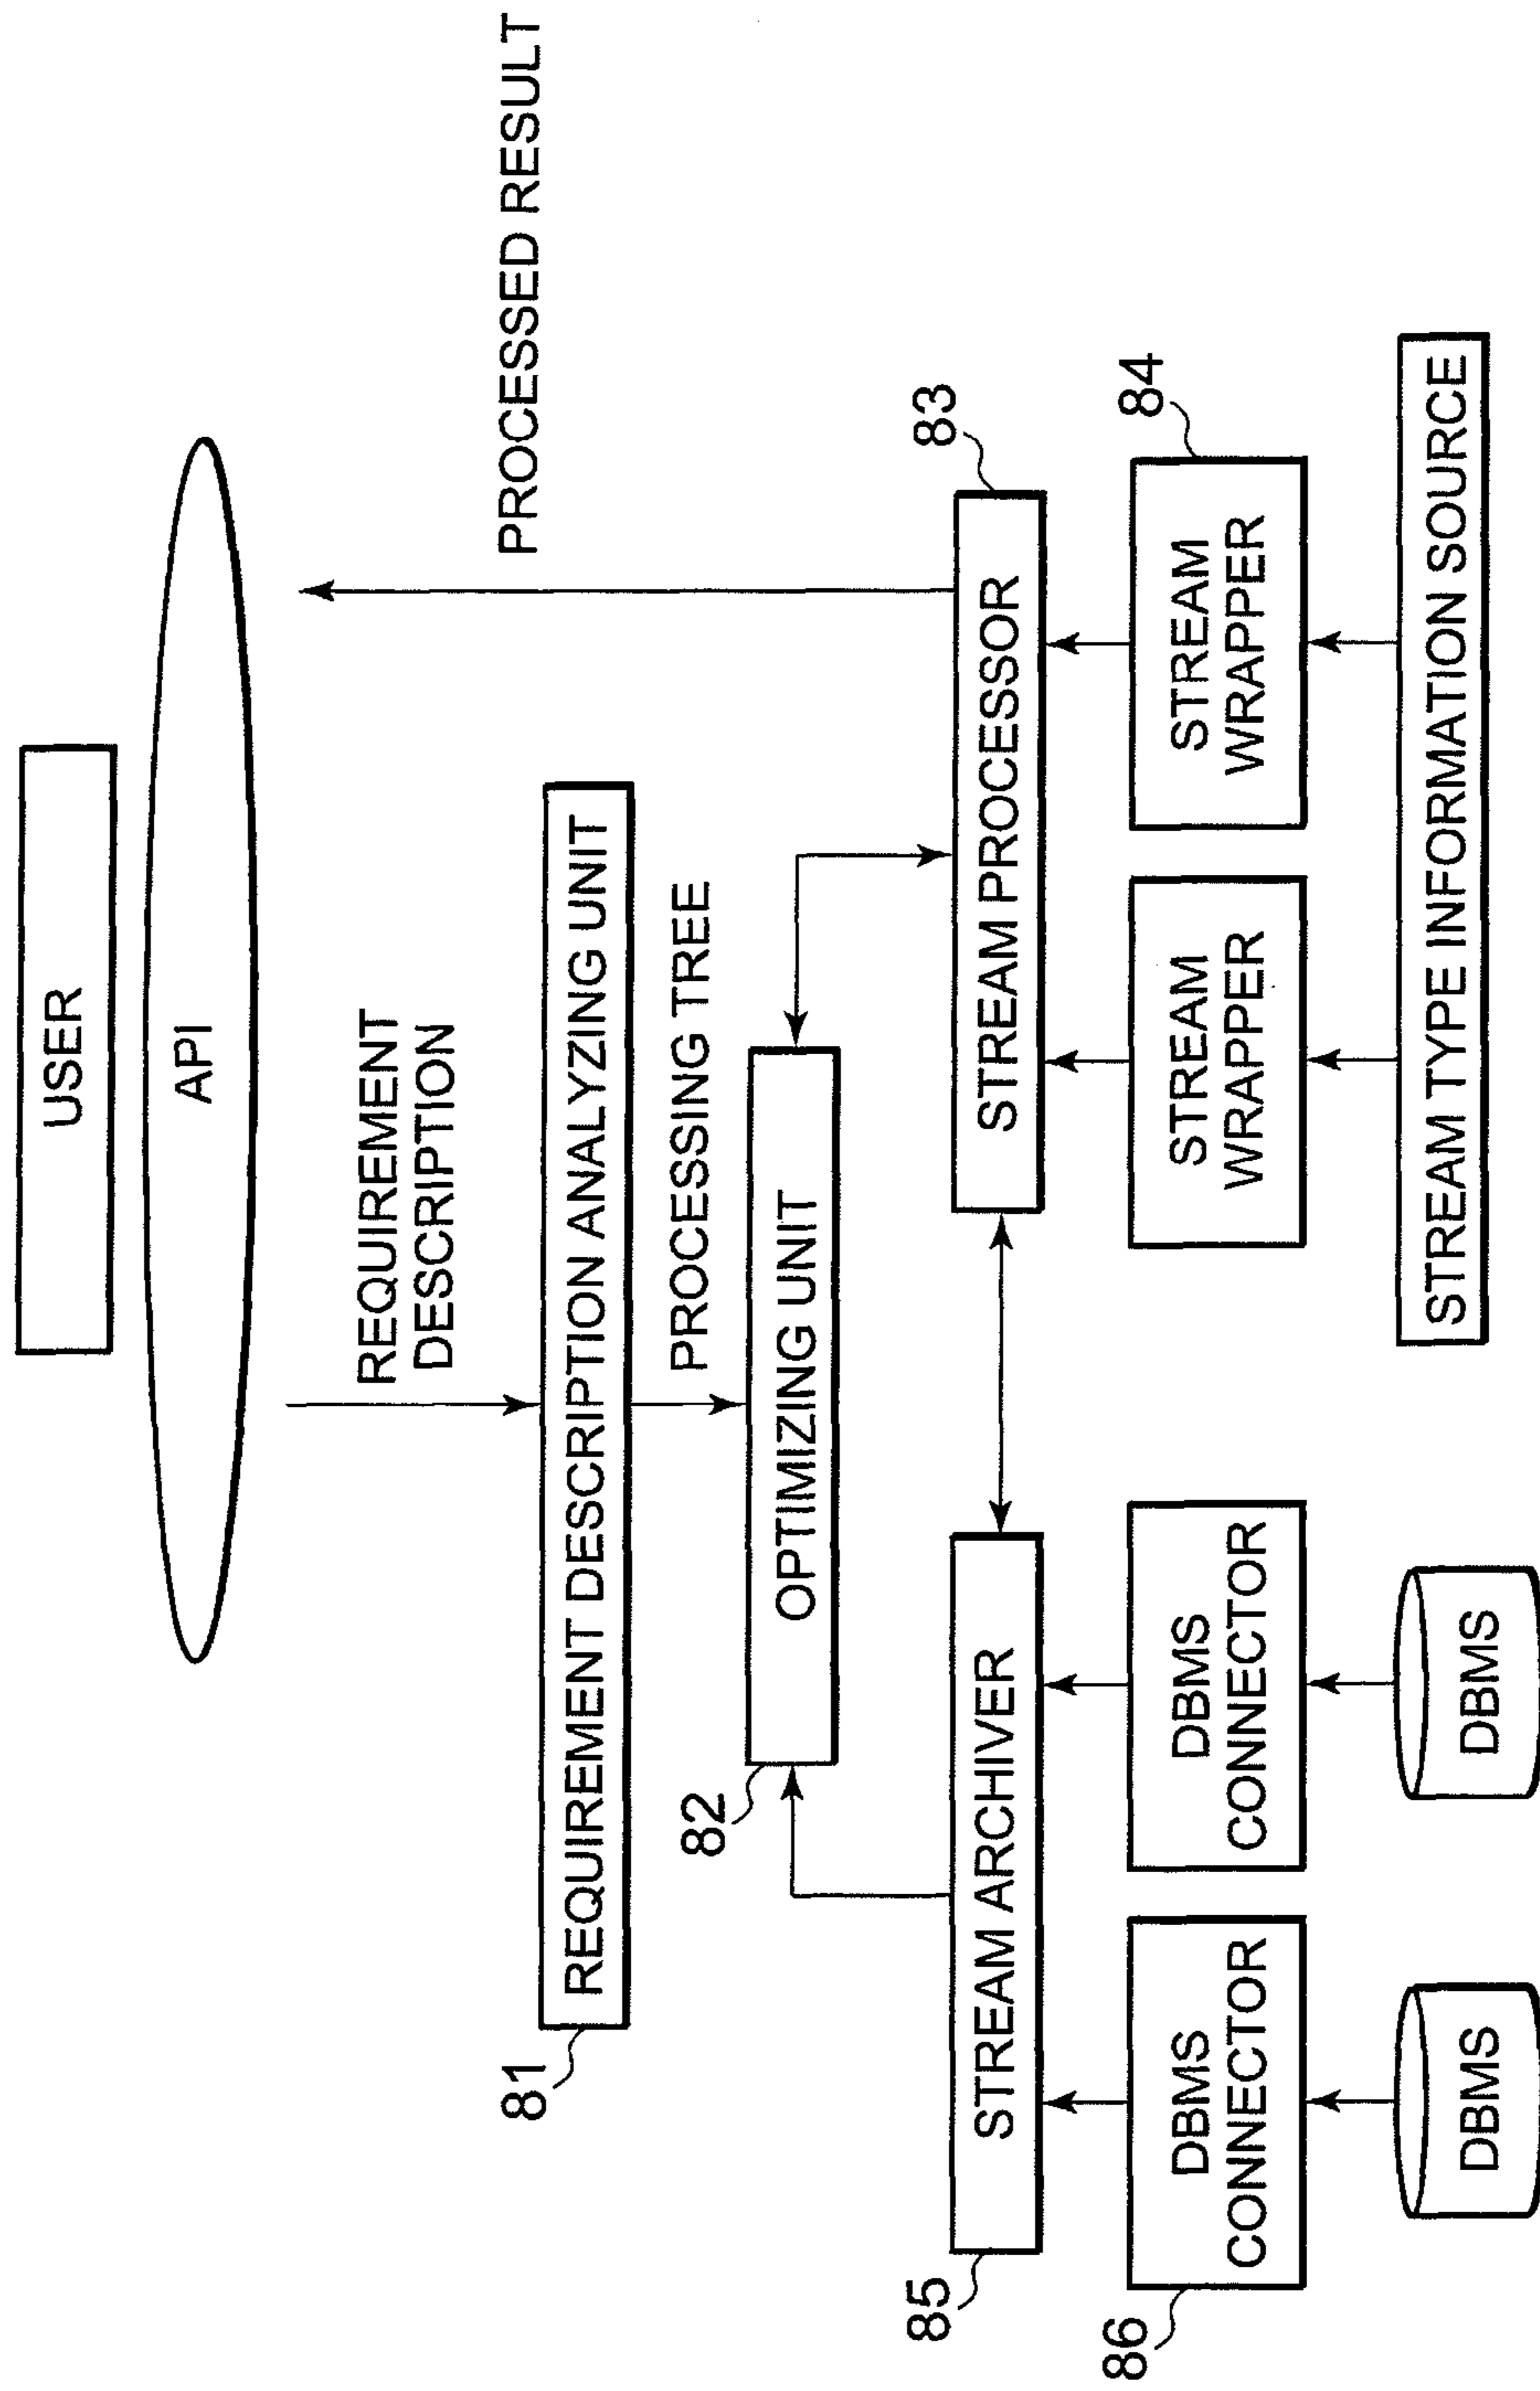 USER
API
REQUIREMENT
DESCRIPTION
PROCESSED RESULT
81
REQUIREMENT DESCRIPTION ANALYZING UNIT
PROCESSING TREE
82
OPTIMIZING UNIT
85
STREAM ARCHIVER
83
STREAM PROCESSOR
86
DBMS
CONNECTOR
DBMS
CONNECTOR
STREAM
WRAPPER
84
STREAM
WRAPPER
DBMS
DBMS
STREAM TYPE INFORMATION SOURCE